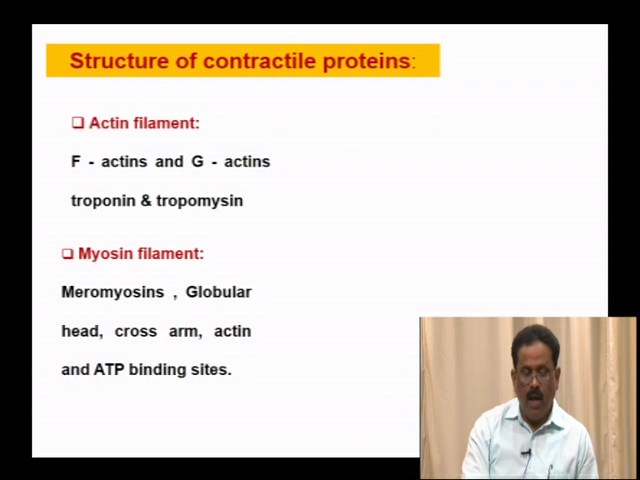 Structure of contractile proteins:
❑ Actin filament:
F - actins and G - actins
troponin & tropomysin
❑ Myosin filament:
Meromyosins , Globular
head, cross arm, actin
and ATP binding sites.